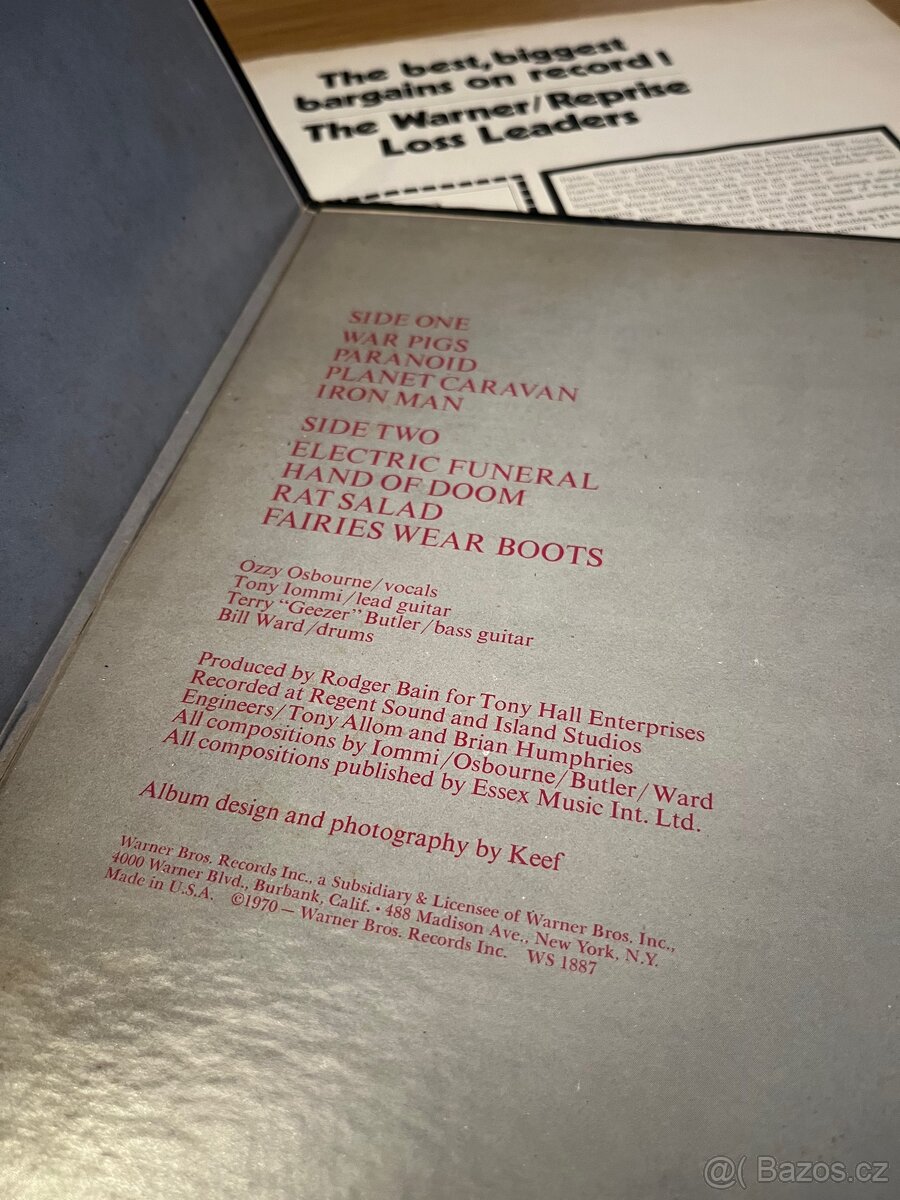 The best, biggest
bargains on record!
The Warner/Reprise
Loss Leaders
SIDE ONE
WAR PIGS
PARANOID
PLANET CARAVAN
IRON MAN
SIDE TWO
ELECTRIC FUNERAL
HAND OF DOOM
RAT SALAD
FAIRIES WEAR BOOTS
Ozzy Osbourne/vocals
Tony Iommi/lead guitar
Terry “Geezer” Butler/bass guitar
Bill Ward/drums
Produced by Rodger Bain for Tony Hall Enterprises
Recorded at Regent Sound and Island Studios
Engineers/Tony Allom and Brian Humphries
All compositions by Iommi/Osbourne/Butler/Ward
All compositions published by Essex Music Int. Ltd.
Album design and photography by Keef
Warner Bros. Records Inc., a Subsidiary & Licensee of Warner Bros. Inc.,
4000 Warner Blvd., Burbank, Calif. • 488 Madison Ave., New York, N.Y.
Made in U.S.A. ©1970 — Warner Bros. Records Inc. WS 1887
@( Bazos.cz